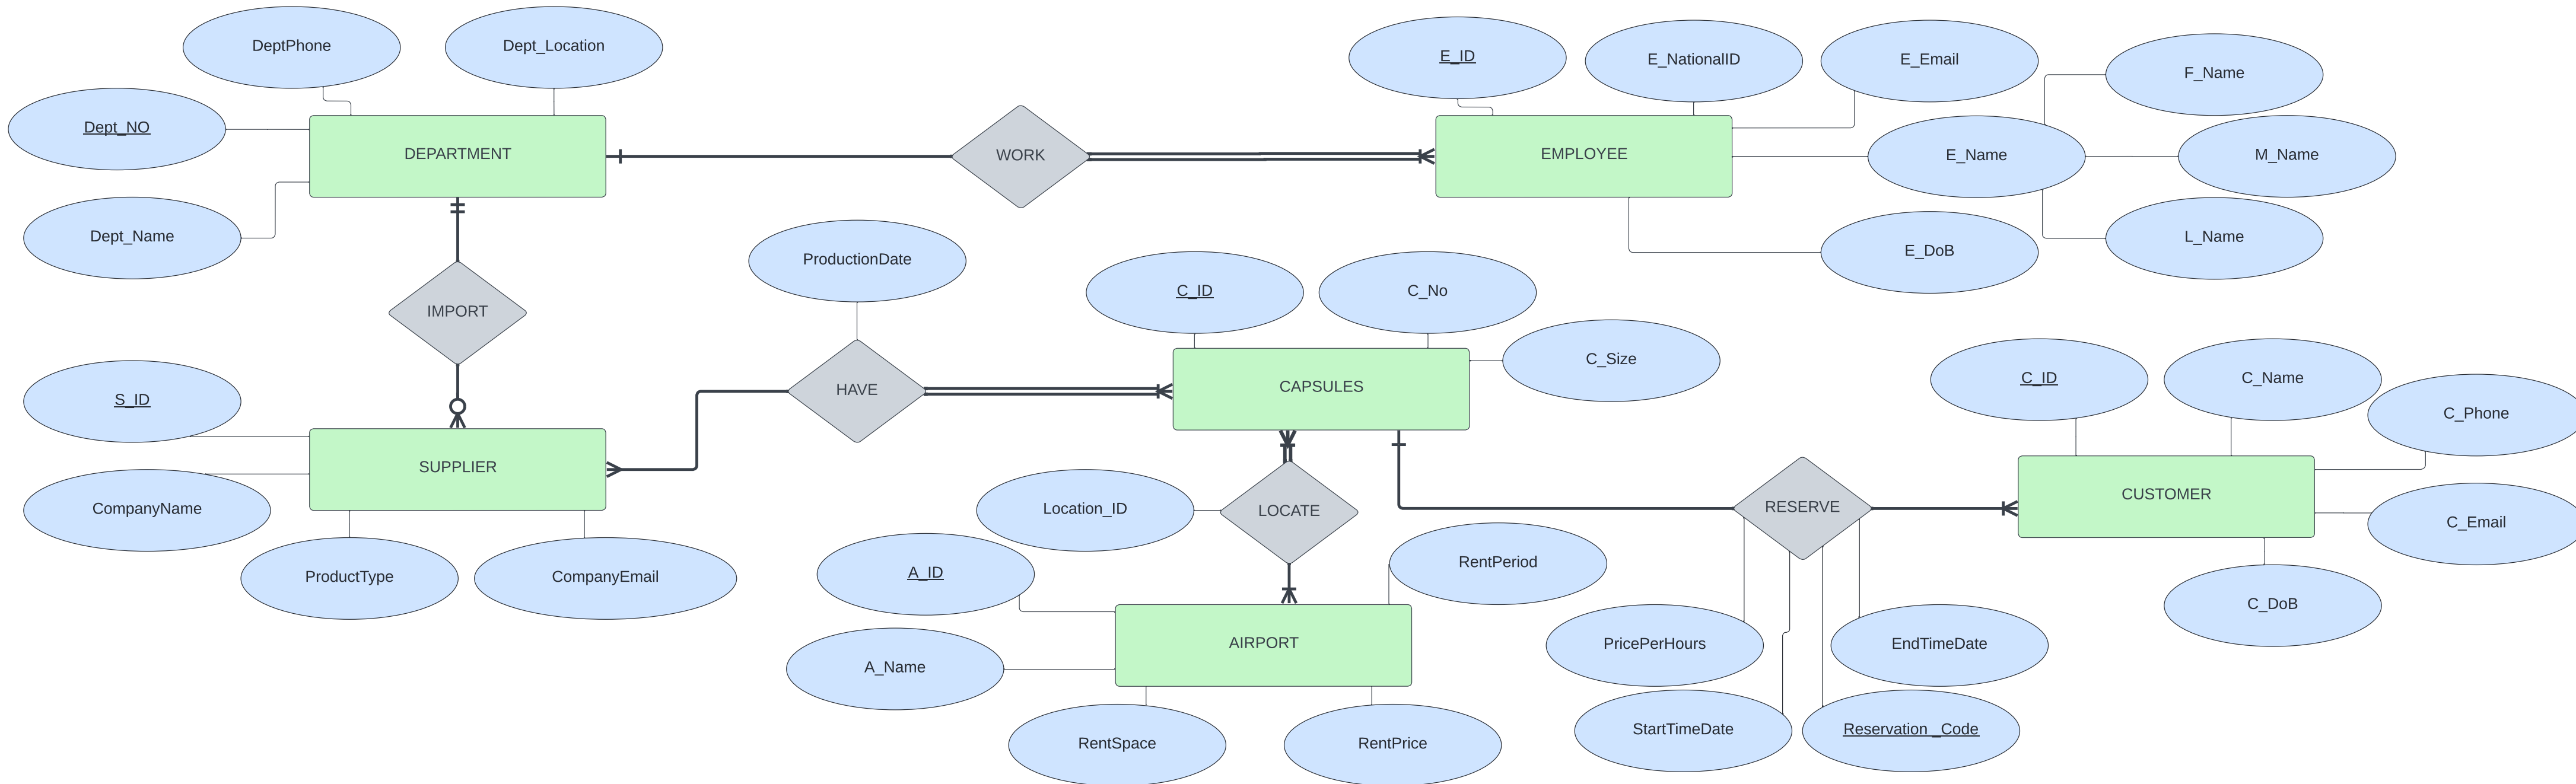 DeptPhone
Dept_Location
E_ID
E_NationalID
E_Email
F_Name
Dept_NO
DEPARTMENT
WORK
EMPLOYEE
E_Name
M_Name
Dept_Name
L_Name
E_DoB
ProductionDate
C_ID
C_No
IMPORT
C_Size
HAVE
CAPSULES
S_ID
C_ID
C_Name
C_Phone
SUPPLIER
CUSTOMER
CompanyName
Location_ID
LOCATE
RESERVE
C_Email
ProductType
CompanyEmail
A_ID
RentPeriod
C_DoB
A_Name
AIRPORT
PricePerHours
EndTimeDate
RentSpace
RentPrice
StartTimeDate
Reservation _Code